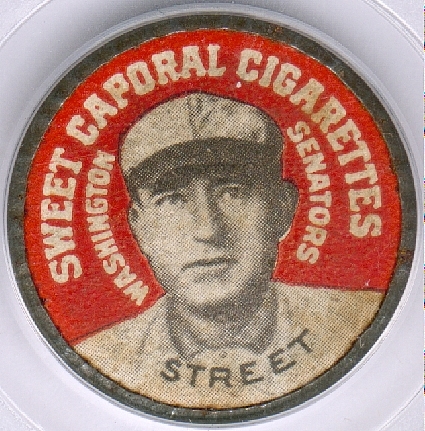 SWEET CAPORAL CIGARETTES
WASHINGTON
SENATORS
W
STREET